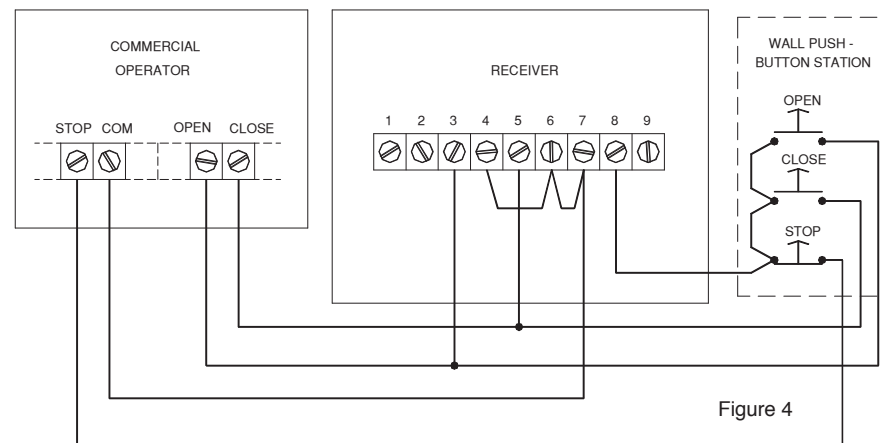 COMMERCIAL
OPERATOR
STOP COM OPEN CLOSE
RECEIVER
1 2 3 4 5 6 7 8 9
WALL PUSH -
BUTTON STATION
OPEN
CLOSE
STOP
Figure 4